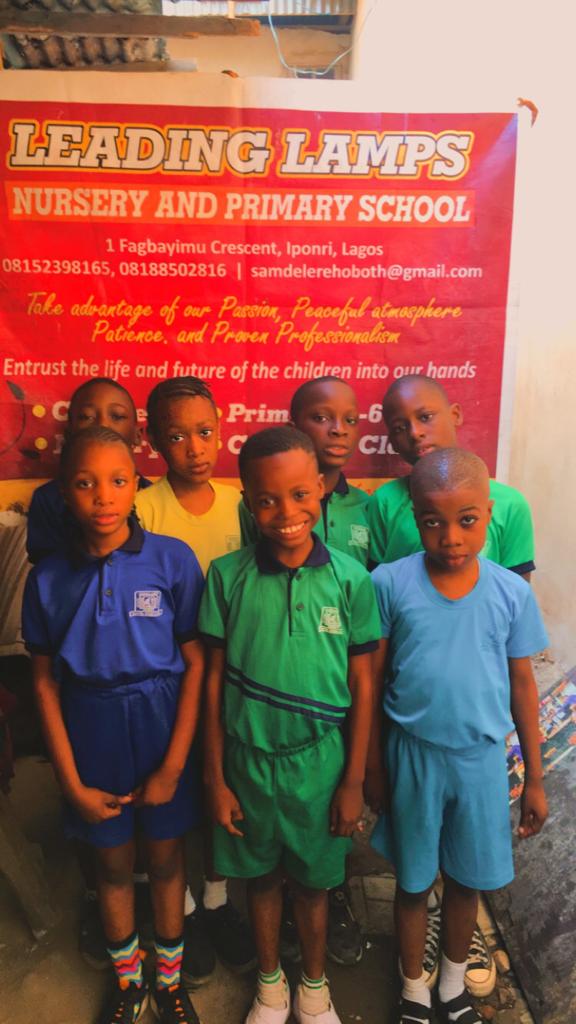 LEADING LAMPS
NURSERY AND PRIMARY SCHOOL
1 Fagbayimu Crescent, Iponri, Lagos
08152398165, 08188502816 | samdelerehoboth@gmail.com
Take advantage of our Passion, Peaceful atmosphere
Patience. and Proven Professionalism
Entrust the life and future of the children into our hands